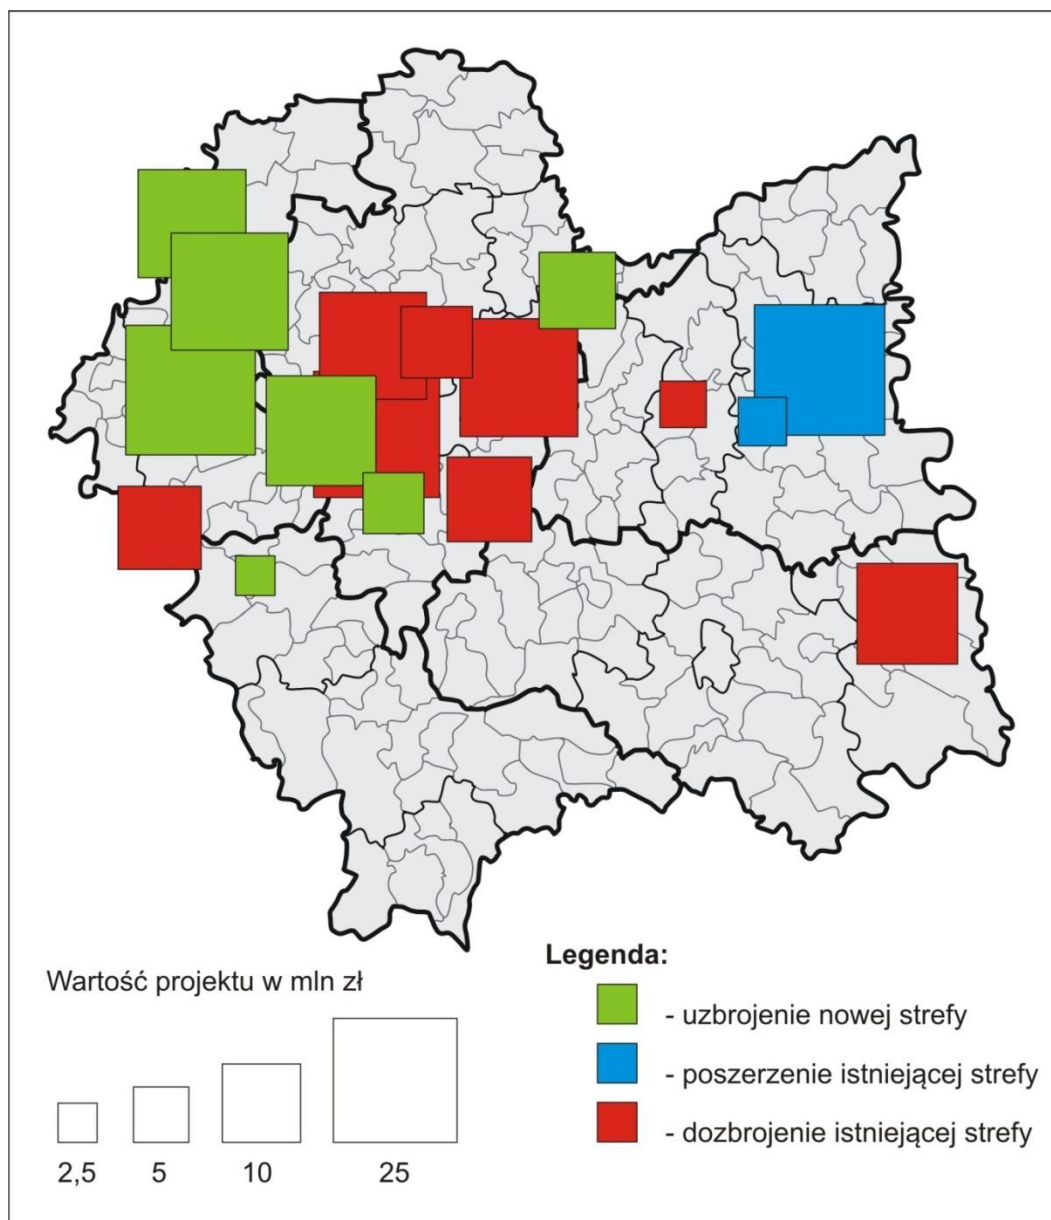 Wartość projektu w mln zł
2,5
5
10
25
Legenda:
- uzbrojenie nowej strefy
- poszerzenie istniejącej strefy
- dozbrojenie istniejącej strefy